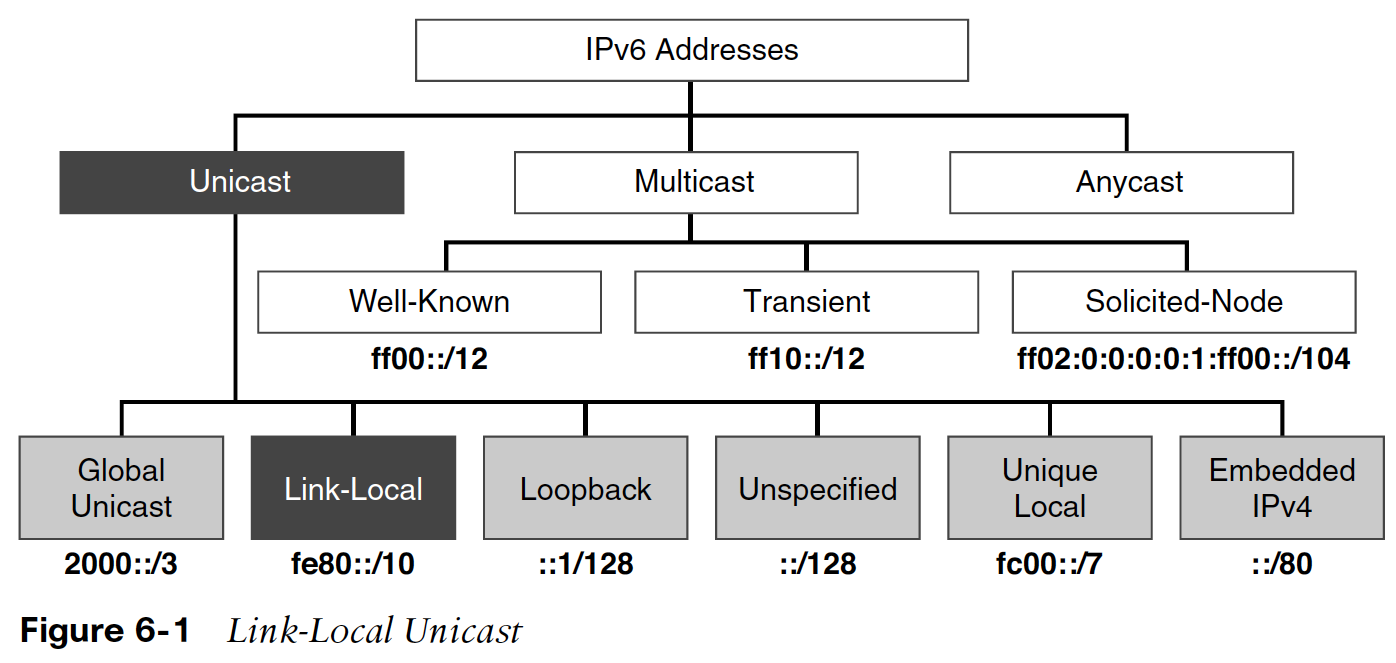 IPv6 Addresses
Unicast
Multicast
Anycast
Well-Known
Transient
Solicited-Node
ff00::/12
ff10::/12
ff02:0:0:0:0:1:ff00::/104
Global
Unicast
Link-Local
Loopback
Unspecified
Unique
Local
Embedded
IPv4
2000::/3
fe80::/10
::1/128
::/128
fc00::/7
::/80
Figure 6-1 Link-Local Unicast